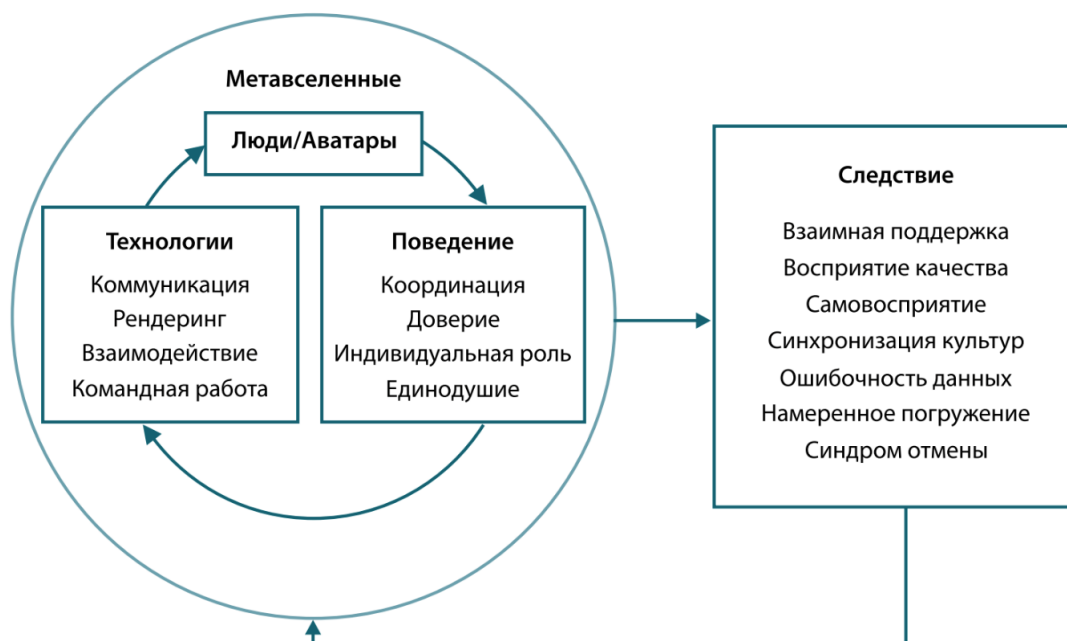 Метавселенные
Люди/Аватары
Технологии
Коммуникация
Рендеринг
Взаимодействие
Командная работа
Поведение
Координация
Доверие
Индивидуальная роль
Единодушие
Следствие
Взаимная поддержка
Восприятие качества
Самовосприятие
Синхронизация культур
Ошибочность данных
Намеренное погружение
Синдром отмены